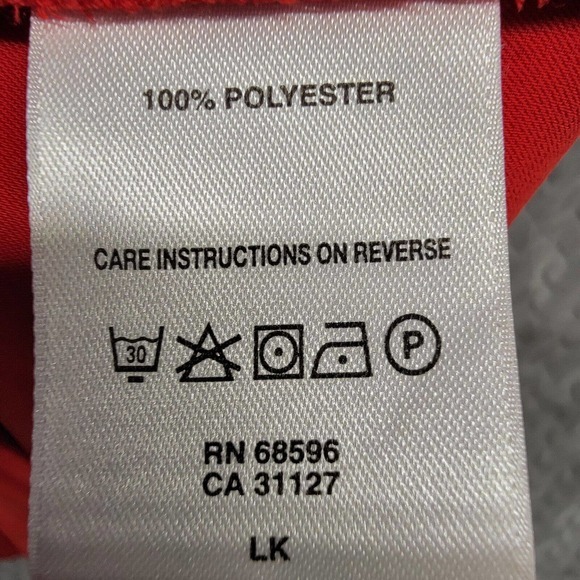 100% POLYESTER
CARE INSTRUCTIONS ON REVERSE
30 P
RN 68596
CA 31127
LK